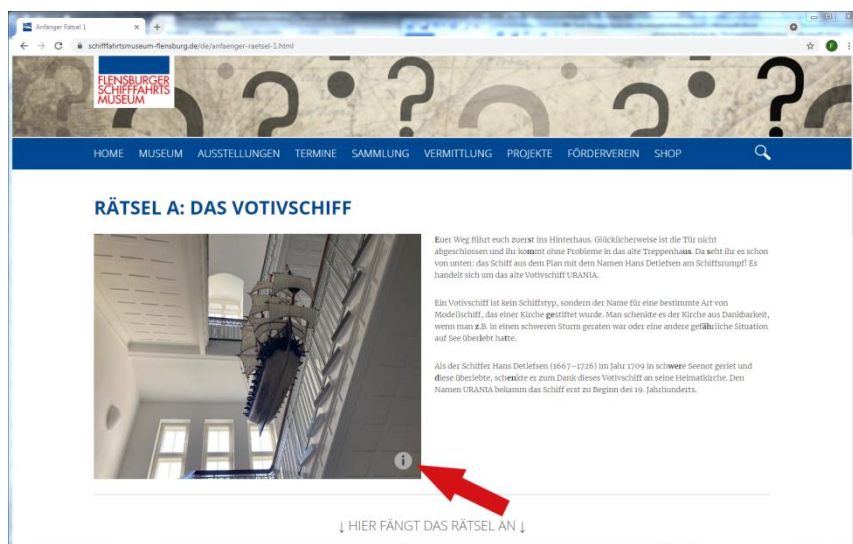 Anfänger Rätsel 1
schifffahrtsmuseum-flensburg.de/de/anfaenger-raetsel-1.html
FLENSBURGER
SCHIFFFAHRTS
MUSEUM
HOME MUSEUM AUSSTELLUNGEN TERMINE SAMMLUNG VERMITTLUNG PROJEKTE FÖRDERVEREIN SHOP
RÄTSEL A: DAS VOTIVSCHIFF
Euer Weg führt euch zuerst ins Hinterhaus. Glücklicherweise ist die Tür nicht
abgeschlossen und ihr kommt ohne Probleme in das alte Treppenhaus. Da seht ihr es schon
von unten: das Schiff aus dem Plan mit dem Namen Hans Detlefsen am Schiffsrumpf! Es
handelt sich um das alte Votivschiff URANIA.
Ein Votivschiff ist kein Schiffstyp, sondern der Name für eine bestimmte Art von
Modellschiff, das einer Kirche gestiftet wurde. Man schenkte es der Kirche aus Dankbarkeit,
wenn man z.B. in einen schweren Sturm geraten war oder eine andere gefährliche Situation
auf See überlebt hatte.
Als der Schiffer Hans Detlefsen (1667–1726) im Jahr 1709 in schwere Seenot geriet und
diese überlebte, schenkte er zum Dank dieses Votivschiff an seine Heimatkirche. Den
Namen URANIA bekamm das Schiff erst zu Beginn des 19. Jahrhunderts.
↓ HIER FÄNGT DAS RÄTSEL AN ↓